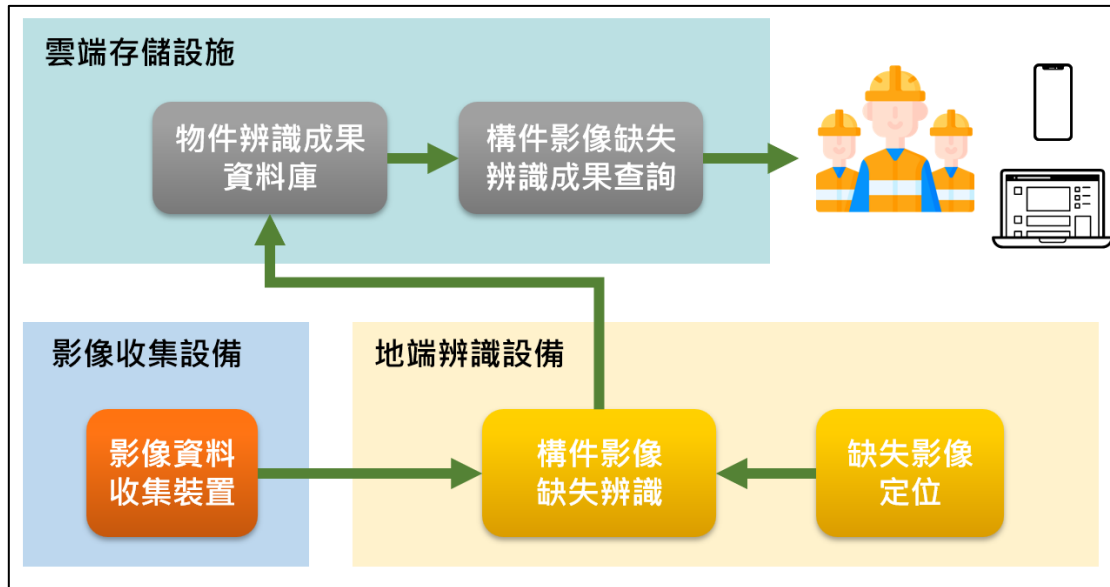 雲端存儲設施
物件辨識成果
資料庫
構件影像缺失
辨識成果查詢
影像收集設備
影像資料
收集裝置
地端辨識設備
構件影像
缺失辨識
缺失影像
定位